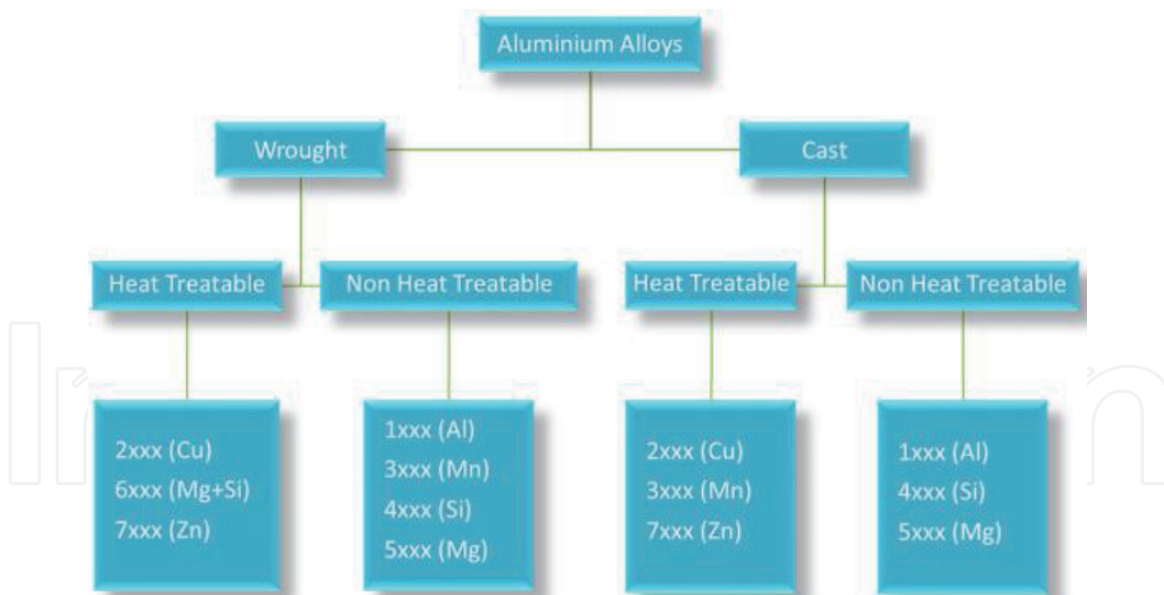 Aluminium Alloys
Wrought
Cast
Heat Treatable
Non Heat Treatable
Heat Treatable
Non Heat Treatable
2xxx (Cu)
6xxx (Mg+Si)
7xxx (Zn)
1xxx (Al)
3xxx (Mn)
4xxx (Si)
5xxx (Mg)
2xxx (Cu)
3xxx (Mn)
7xxx (Zn)
1xxx (Al)
4xxx (Si)
5xxx (Mg)